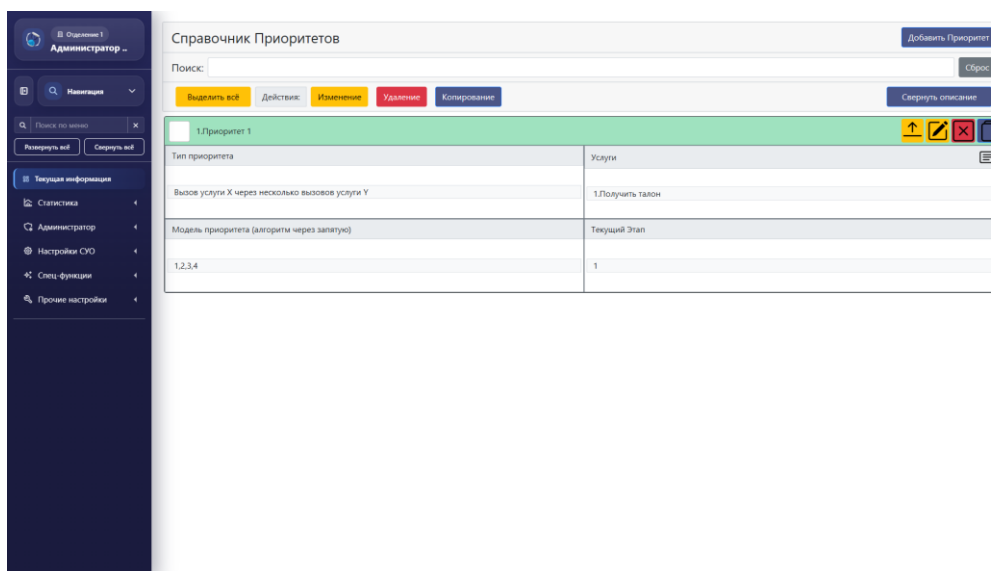 Отделение 1
Администратор ..
Навигация
Поиск по меню
Развернуть всё
Свернуть всё
Текущая информация
Статистика
Администратор
Настройки СУО
Спец-функции
Прочие настройки
Справочник Приоритетов
Добавить Приоритет
Поиск:
Сброс
Выделить всё
Действия:
Изменение
Удаление
Копирование
Свернуть описание
1.Приоритет 1
Тип приоритета
Услуги
Вызов услуги X через несколько вызовов услуги Y
1.Получить талон
Модель приоритета (алгоритм через запятую)
Текущий Этап
1,2,3,4
1